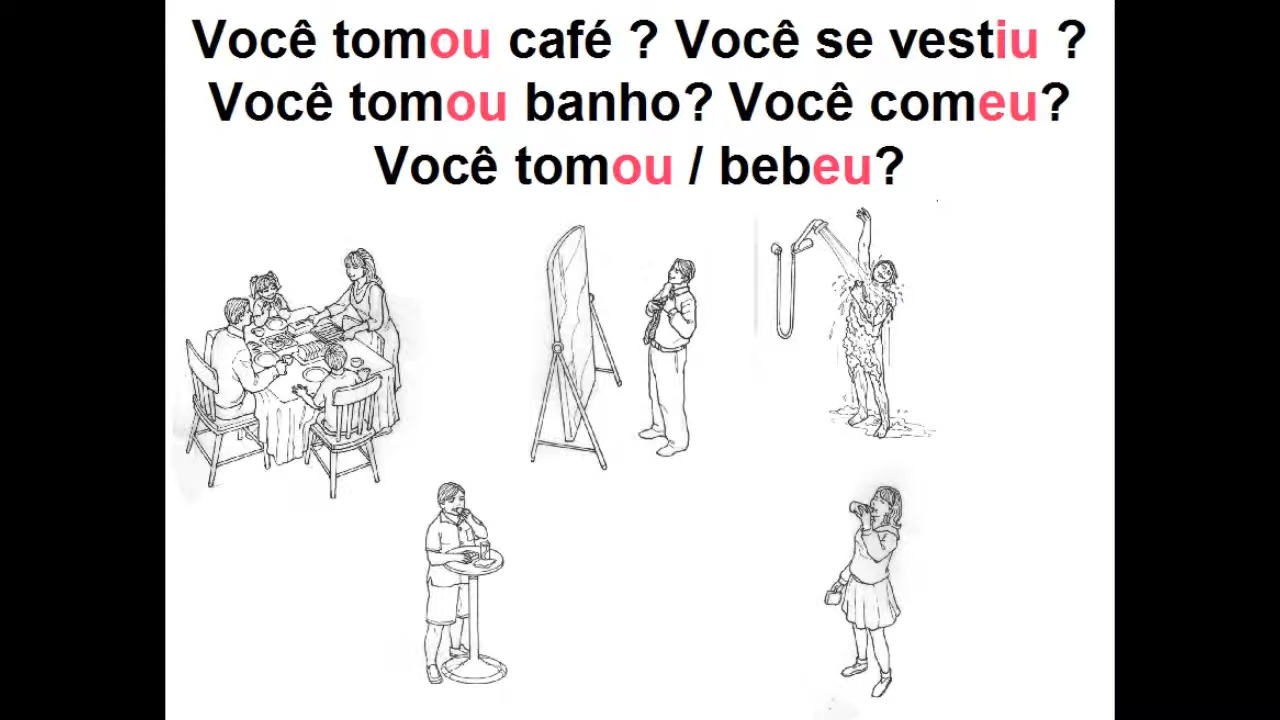 Você tomou café ? Você se vestiu ?
Você tomou banho? Você comeu?
Você tomou / bebeu?